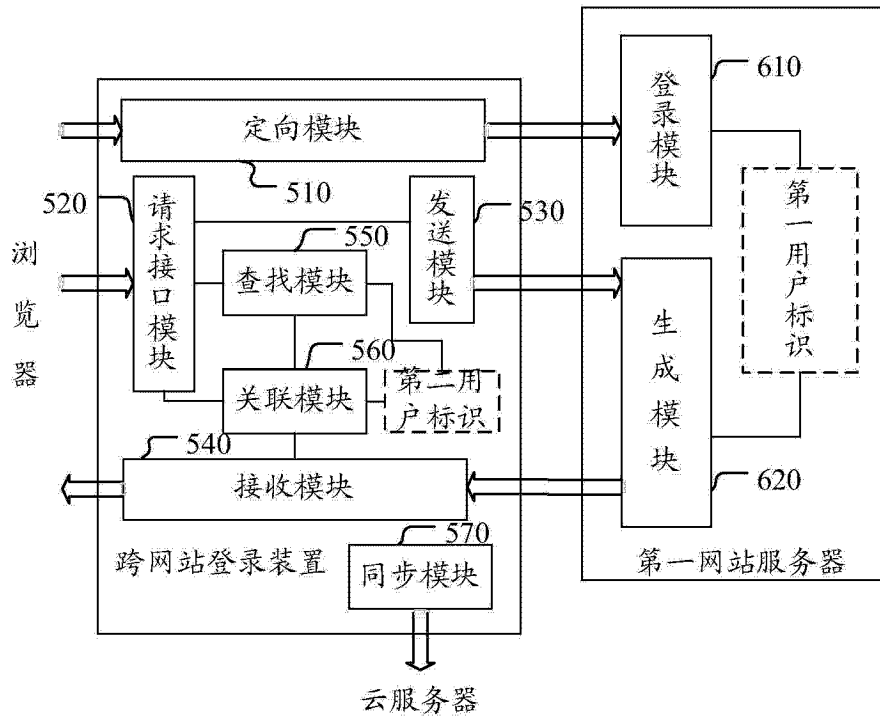 定向模块
510
登录模块
610
520
请求接口模块
550
发送模块
530
第一用户标识
浏览器
查找模块
560
关联模块
第二用
户标识
生成模块
620
540
接收模块
570
跨网站登录装置
同步模块
第一网站服务器
云服务器